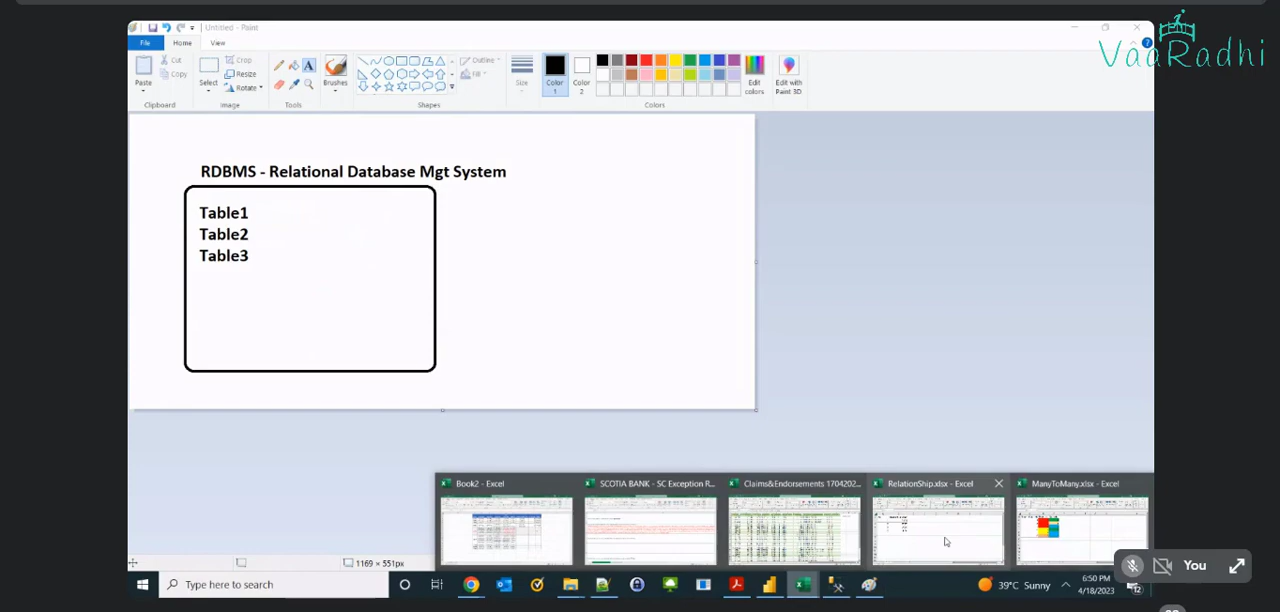 VaaRadhi
Untitled - Paint
File Home View
Paste
Cut
Copy
Clipboard
Select
Crop
Resize
Rotate
Image
Tools
Brushes
Shapes
Outline
Fill
Size
Color 1
Color 2
Edit colors
Colors
Edit with Paint 3D
RDBMS - Relational Database Mgt System
Table1
Table2
Table3
Book2 - Excel
SCOTIA BANK - SC Exception R...
Claims&Endorsements 1704202...
RelationShip.xlsx - Excel
ManyToMany.xlsx - Excel
1169 × 551px
You
Type here to search
39°C Sunny
6:50 PM
4/18/2023